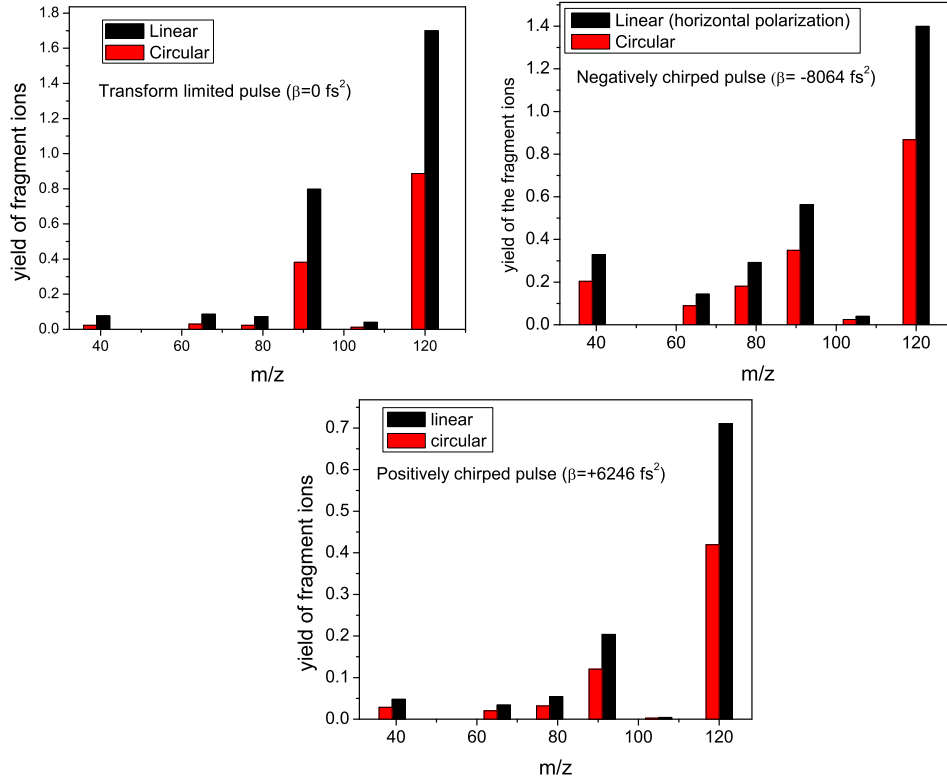 Linear
Circular
Transform limited pulse (β=0 fs²)
yield of fragment ions
1.8
1.6
1.4
1.2
1.0
0.8
0.6
0.4
0.2
0.0
40
60
80
100
120
m/z
Linear (horizontal polarization)
Circular
Negatively chirped pulse (β= -8064 fs²)
yield of the fragment ions
1.4
1.2
1.0
0.8
0.6
0.4
0.2
0.0
40
60
80
100
120
m/z
linear
circular
Positively chirped pulse (β=+6246 fs²)
yield of fragment ions
0.7
0.6
0.5
0.4
0.3
0.2
0.1
0.0
40
60
80
100
120
m/z